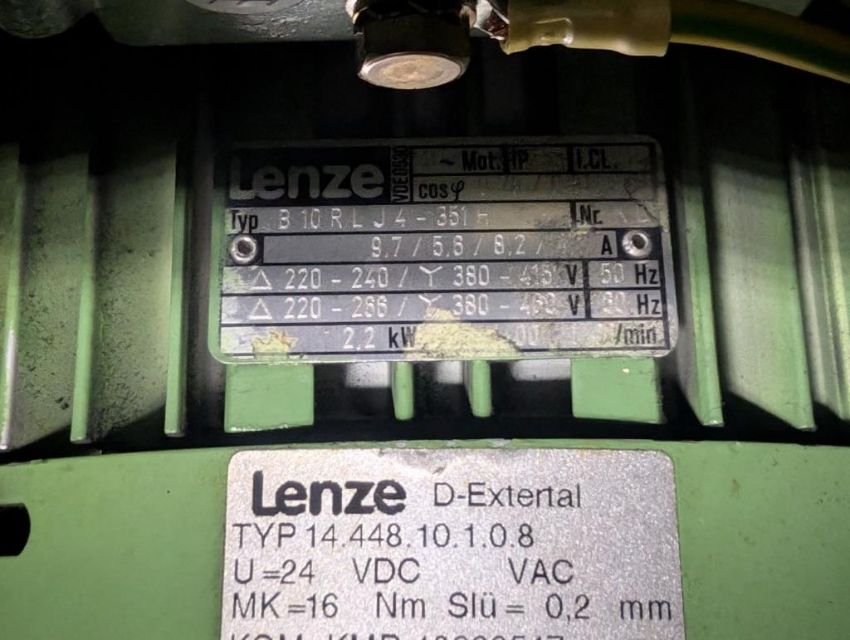 Lenze VDE0530 ~ Mot. IP I.CL.
cosφ
Typ B 10 R L J 4 - 351 H Nr.
9,7 / 5,6 / 8,2 / A
△ 220 - 240 / Y 380 - 415 V 50 Hz
△ 220 - 266 / Y 380 - 460 V Hz
2,2 kW /min
Lenze D-Extertal
TYP 14.448.10.1.0.8
U =24 VDC VAC
MK =16 Nm Slü = 0,2 mm